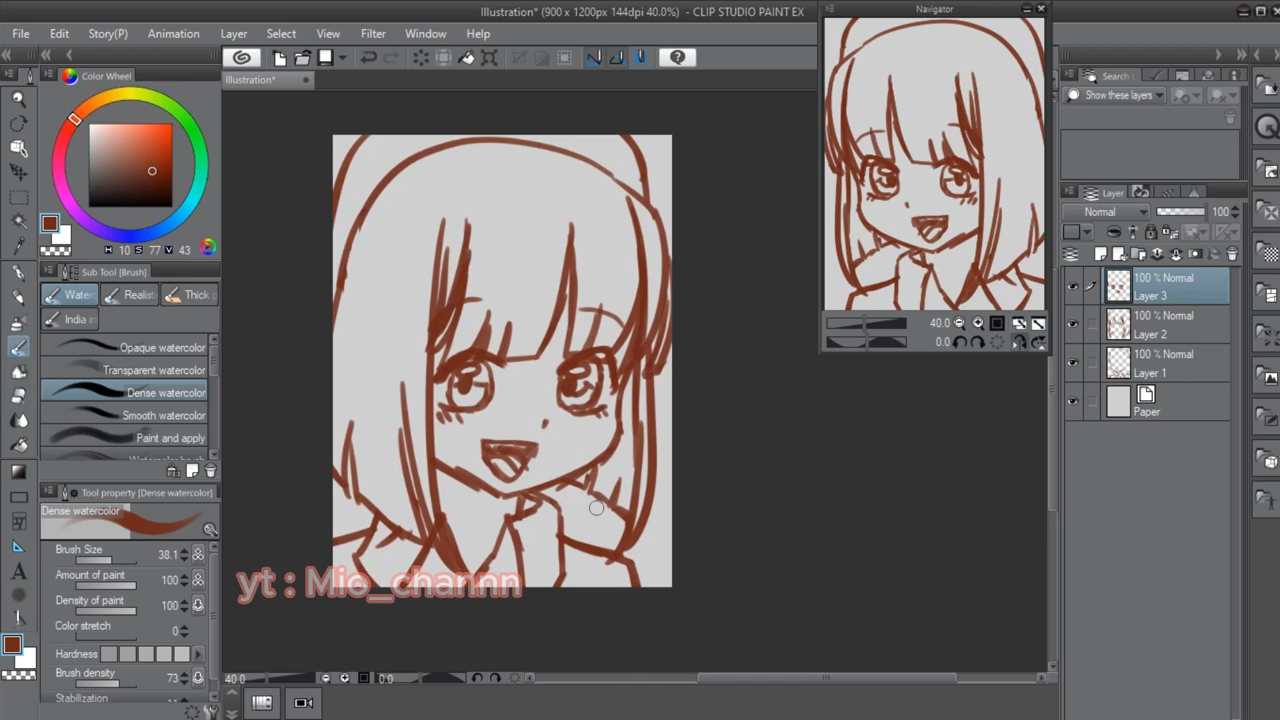 Illustration* (900 x 1200px 144dpi 40.0%) - CLIP STUDIO PAINT EX
File Edit Story(P) Animation Layer Select View Filter Window Help
Color Wheel
H 10 S 77 V 43
Sub Tool [Brush]
Waterc Realist Thick p
India in
Opaque watercolor
Transparent watercolor
Dense watercolor
Smooth watercolor
Paint and apply
Tool property [Dense watercolor]
Dense watercolor
Brush Size 38.1
Amount of paint 100
Density of paint 100
Color stretch 0
Hardness
Brush density 73
Stabilization
Illustration*
yt : Mio_channn
40.0 0.0
Navigator
40.0
0.0
Search
Show these layers
Layer
Normal 100
100 % Normal
Layer 3
100 % Normal
Layer 2
100 % Normal
Layer 1
Paper